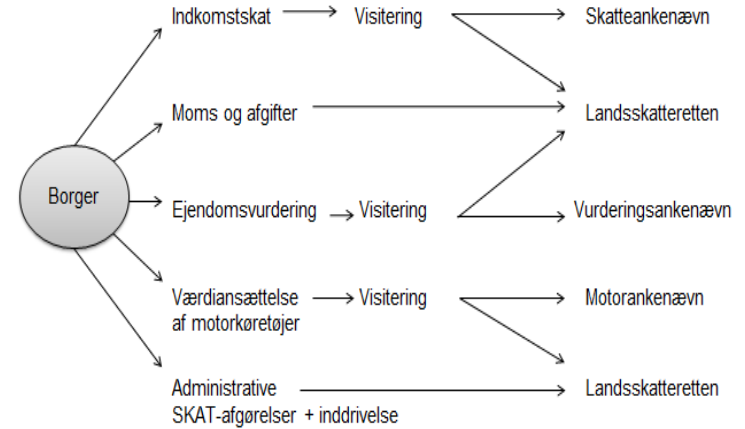 Indkomstskat Visitering Skatteankenævn
Moms og afgifter Landsskatteretten
Borger
Ejendomsvurdering Visitering Vurderingsankenævn
Værdiansættelse Visitering Motorankenævn
af motorkøretøjer
Administrative Landsskatteretten
SKAT-afgørelser + inddrivelse